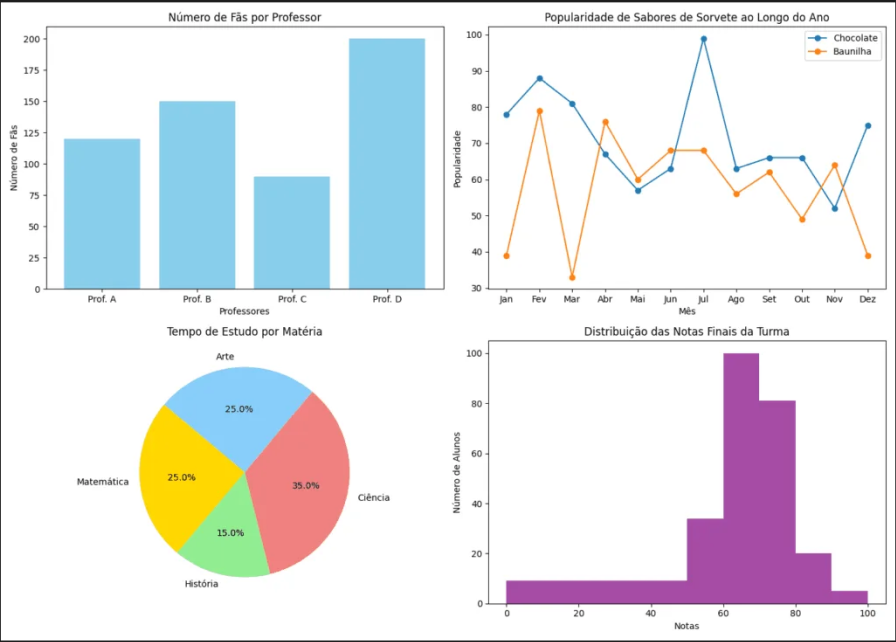 Número de Fãs por Professor
Número de Fãs
200
175
150
125
100
75
50
25
0
Prof. A Prof. B Prof. C Prof. D
Professores
Popularidade de Sabores de Sorvete ao Longo do Ano
Chocolate
Baunilha
Popularidade
100
90
80
70
60
50
40
30
Jan Fev Mar Abr Mai Jun Jul Ago Set Out Nov Dez
Mês
Tempo de Estudo por Matéria
Arte
25.0%
Matemática
25.0%
35.0%
Ciência
15.0%
História
Distribuição das Notas Finais da Turma
Número de Alunos
100
80
60
40
20
0
0 20 40 60 80 100
Notas